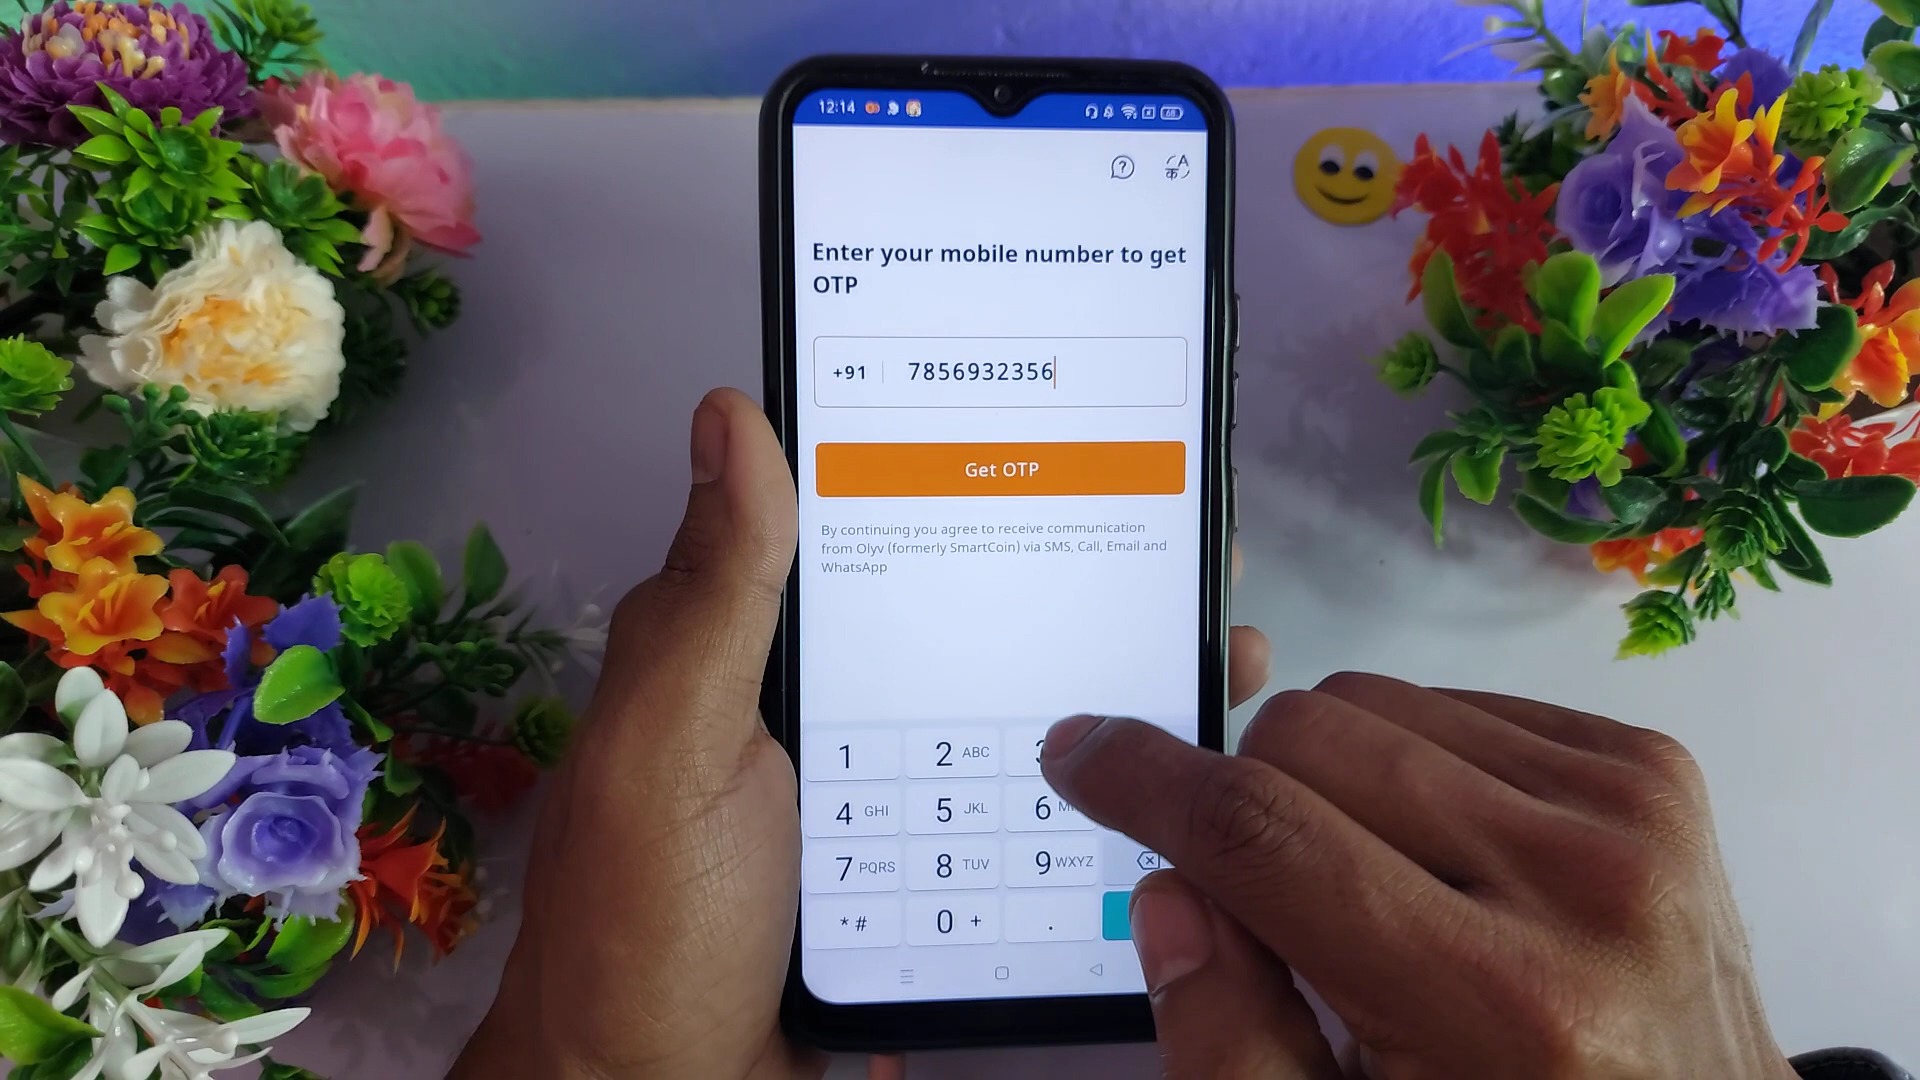 12:14
68
A
क
Enter your mobile number to get
OTP
+91 7856932356
Get OTP
By continuing you agree to receive communication
from Olyv (formerly SmartCoin) via SMS, Call, Email and
WhatsApp
1 2 ABC
4 GHI 5 JKL 6
7 PQRS 8 TUV 9 WXYZ
* # 0 + .